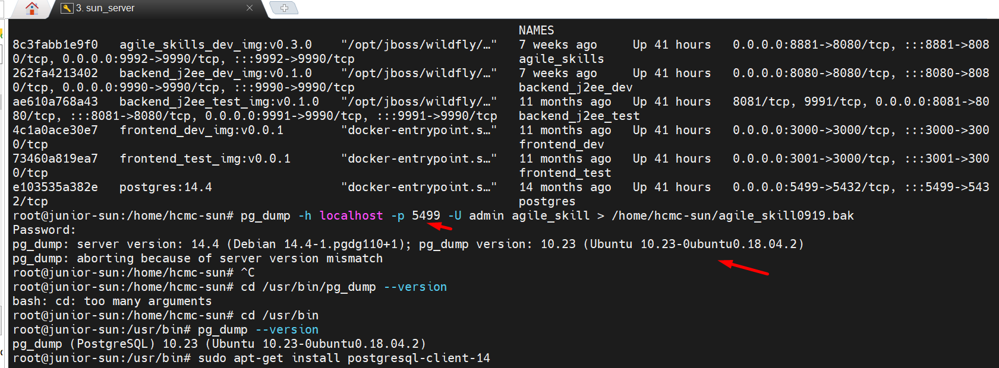 3. sun_server
NAMES
8c3fabb1e9f0   agile_skills_dev_img:v0.3.0    "/opt/jboss/wildfly/…"   7 weeks ago     Up 41 hours   0.0.0.0:8881->8080/tcp, :::8881->808
0/tcp, 0.0.0.0:9992->9990/tcp, :::9992->9990/tcp                       agile_skills
262fa4213402   backend_j2ee_dev_img:v0.1.0    "/opt/jboss/wildfly/…"   7 weeks ago     Up 41 hours   0.0.0.0:8080->8080/tcp, :::8080->808
0/tcp, 0.0.0.0:9990->9990/tcp, :::9990->9990/tcp                       backend_j2ee_dev
ae610a768a43   backend_j2ee_test_img:v0.1.0   "/opt/jboss/wildfly/…"   11 months ago   Up 41 hours   8081/tcp, 9991/tcp, 0.0.0.0:8081->80
80/tcp, :::8081->8080/tcp, 0.0.0.0:9991->9990/tcp, :::9991->9990/tcp   backend_j2ee_test
4c1a0ace30e7   frontend_dev_img:v0.0.1        "docker-entrypoint.s…"   11 months ago   Up 41 hours   0.0.0.0:3000->3000/tcp, :::3000->300
0/tcp                                                                  frontend_dev
73460a819ea7   frontend_test_img:v0.0.1       "docker-entrypoint.s…"   11 months ago   Up 41 hours   0.0.0.0:3001->3000/tcp, :::3001->300
0/tcp                                                                  frontend_test
e103535a382e   postgres:14.4                  "docker-entrypoint.s…"   14 months ago   Up 41 hours   0.0.0.0:5499->5432/tcp, :::5499->543
2/tcp                                                                  postgres
root@junior-sun:/home/hcmc-sun# pg_dump -h localhost -p 5499 -U admin agile_skill > /home/hcmc-sun/agile_skill0919.bak
Password:
pg_dump: server version: 14.4 (Debian 14.4-1.pgdg110+1); pg_dump version: 10.23 (Ubuntu 10.23-0ubuntu0.18.04.2)
pg_dump: aborting because of server version mismatch
root@junior-sun:/home/hcmc-sun# ^C
root@junior-sun:/home/hcmc-sun# cd /usr/bin/pg_dump --version
bash: cd: too many arguments
root@junior-sun:/home/hcmc-sun# cd /usr/bin
root@junior-sun:/usr/bin# pg_dump --version
pg_dump (PostgreSQL) 10.23 (Ubuntu 10.23-0ubuntu0.18.04.2)
root@junior-sun:/usr/bin# sudo apt-get install postgresql-client-14